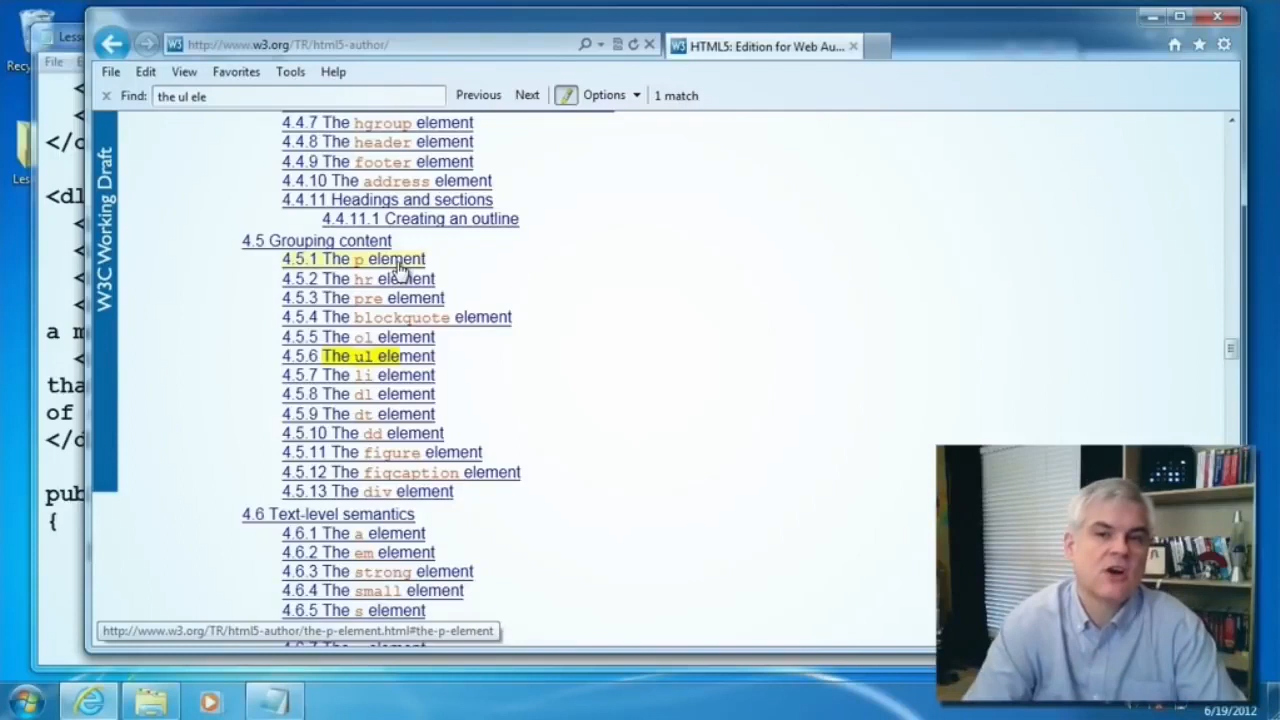 Recy
Less
File E
http://www.w3.org/TR/html5-author/
HTML5: Edition for Web Au...
File Edit View Favorites Tools Help
Find: the ul ele Previous Next Options 1 match
W3C Working Draft
4.4.7 The hgroup element
4.4.8 The header element
4.4.9 The footer element
4.4.10 The address element
4.4.11 Headings and sections
4.4.11.1 Creating an outline
4.5 Grouping content
4.5.1 The p element
4.5.2 The hr element
4.5.3 The pre element
4.5.4 The blockquote element
4.5.5 The ol element
4.5.6 The ul element
4.5.7 The li element
4.5.8 The dl element
4.5.9 The dt element
4.5.10 The dd element
4.5.11 The figure element
4.5.12 The figcaption element
4.5.13 The div element
4.6 Text-level semantics
4.6.1 The a element
4.6.2 The em element
4.6.3 The strong element
4.6.4 The small element
4.6.5 The s element
http://www.w3.org/TR/html5-author/the-p-element.html#the-p-element
<
<
</d
<dl
<
<
<
<
a m
<
tha
of
</d
pub
{
Les
6/19/2012